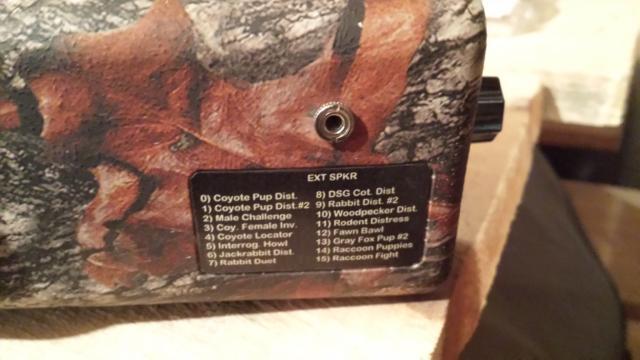 EXT SPKR
0) Coyote Pup Dist.
1) Coyote Pup Dist.#2
2) Male Challenge
3) Coy. Female Inv.
4) Coyote Locator
5) Interrog. Howl
6) Jackrabbit Dist.
7) Rabbit Duet
8) DSG Cot. Dist
9) Rabbit Dist. #2
10) Woodpecker Dist.
11) Rodent Distress
12) Fawn Bawl
13) Gray Fox Pup #2
14) Raccoon Puppies
15) Raccoon Fight